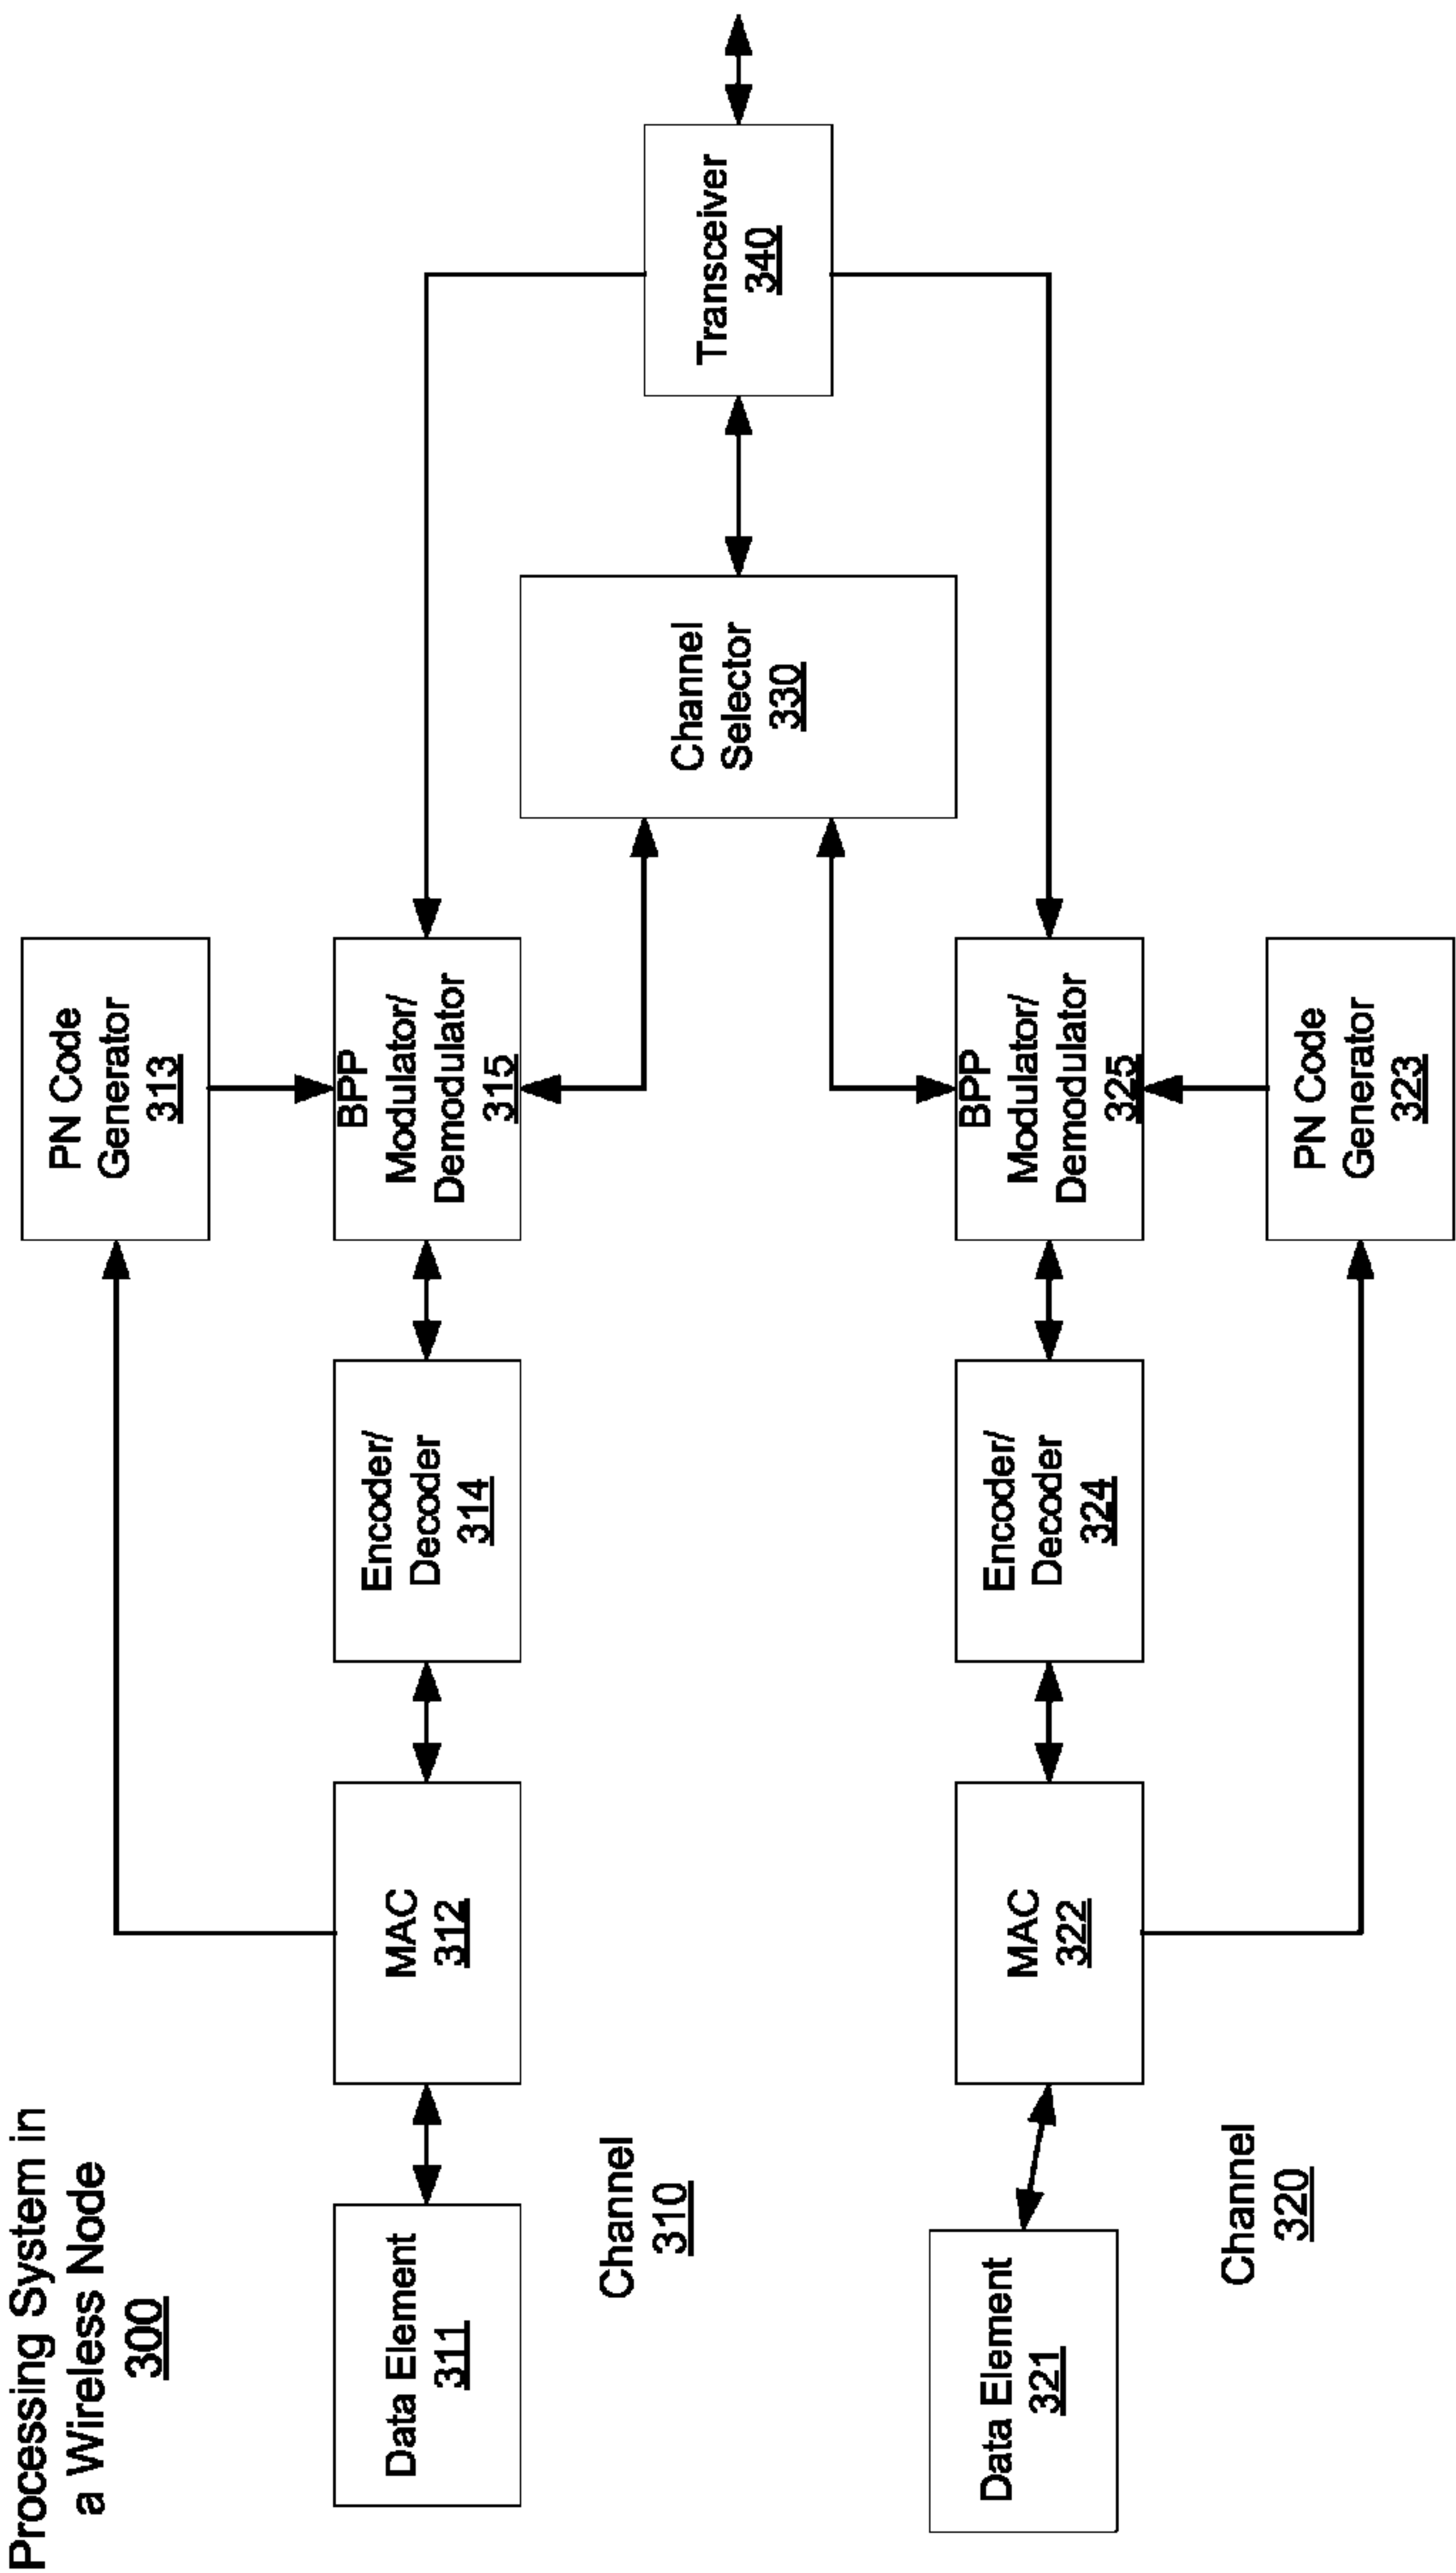 Processing System in
a Wireless Node
300
PN Code
Generator
313
Data Element
311
MAC
312
Encoder/
Decoder
314
BPP
Modulator/
Demodulator
315
Channel
310
Channel
Selector
330
Transceiver
340
Data Element
321
MAC
322
Encoder/
Decoder
324
BPP
Modulator/
Demodulator
325
Channel
320
PN Code
Generator
323